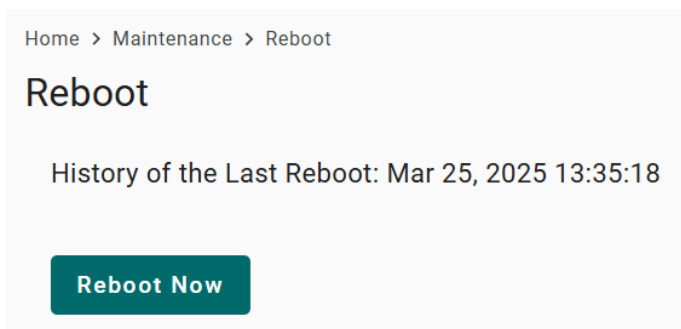 Home > Maintenance > Reboot
Reboot
History of the Last Reboot: Mar 25, 2025 13:35:18
Reboot Now